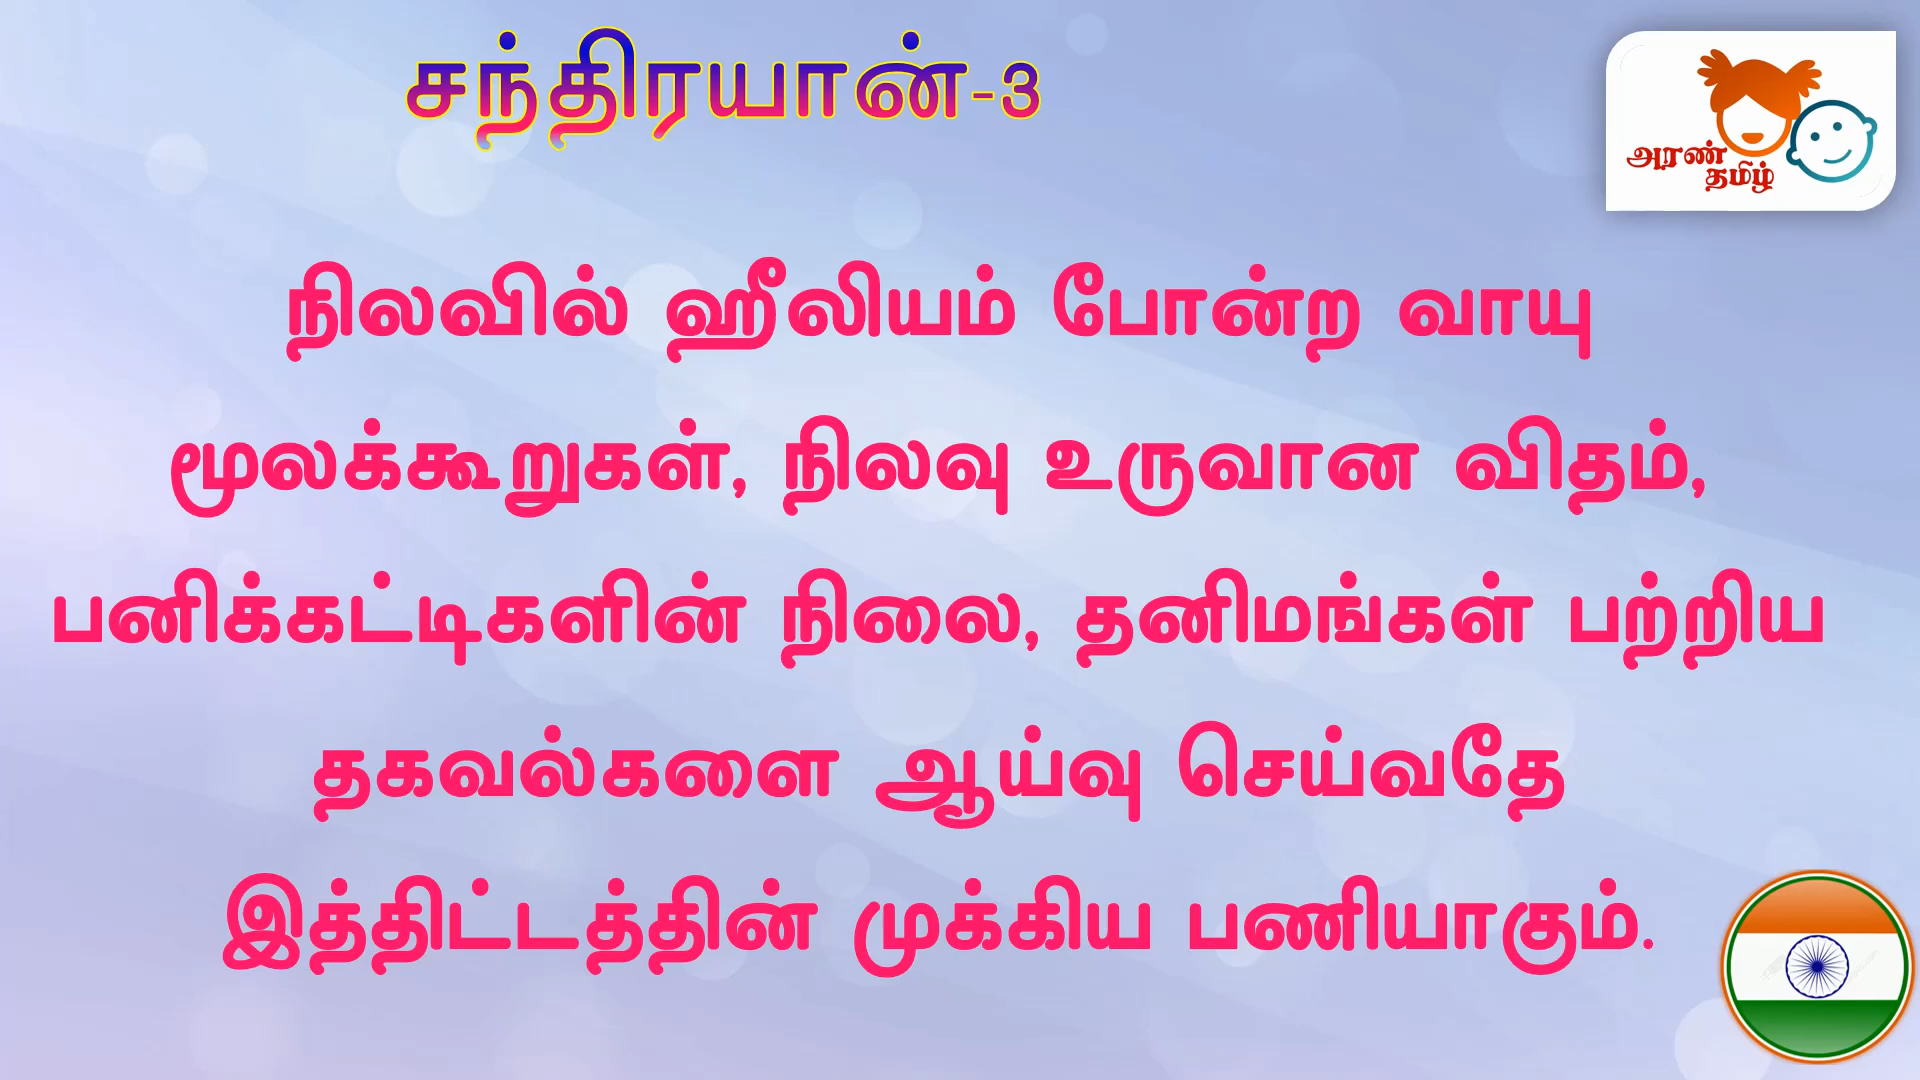 சந்திரயான்-3
அரண்
தமிழ்
நிலவில் ஹீலியம் போன்ற வாயு
மூலக்கூறுகள், நிலவு உருவான விதம்,
பனிக்கட்டிகளின் நிலை, தனிமங்கள் பற்றிய
தகவல்களை ஆய்வு செய்வதே
இத்திட்டத்தின் முக்கிய பணியாகும்.